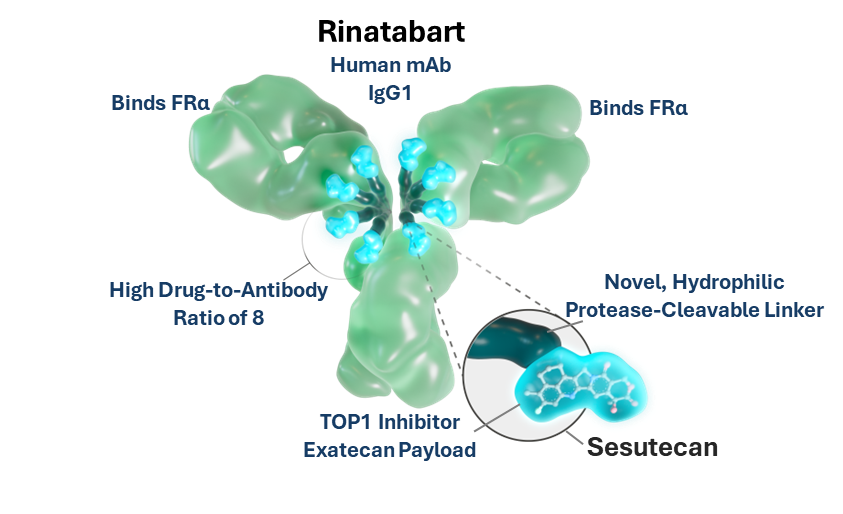 Rinatabart
Human mAb
IgG1
Binds FRα
Binds FRα
High Drug-to-Antibody
Ratio of 8
Novel, Hydrophilic
Protease-Cleavable Linker
TOP1 Inhibitor
Exatecan Payload
Sesutecan